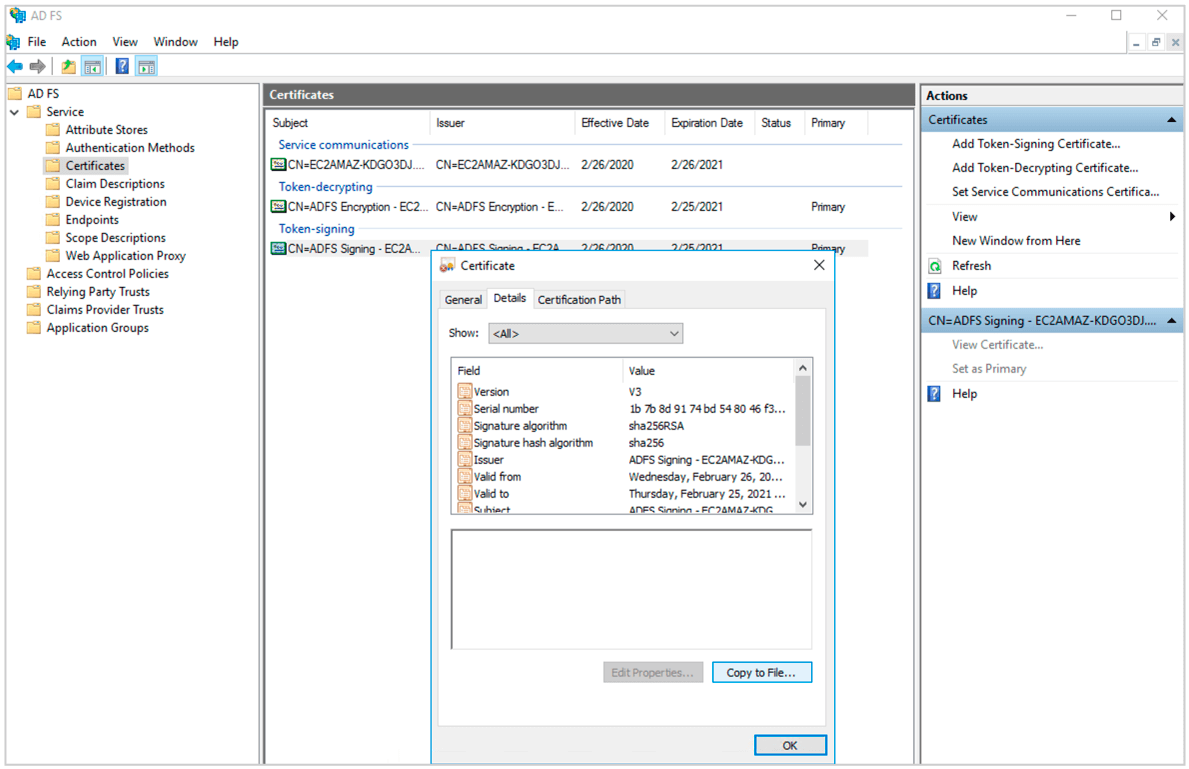 AD FS
File Action View Window Help
AD FS
Service
Attribute Stores
Authentication Methods
Certificates
Claim Descriptions
Device Registration
Endpoints
Scope Descriptions
Web Application Proxy
Access Control Policies
Relying Party Trusts
Claims Provider Trusts
Application Groups
Certificates
Subject Issuer Effective Date Expiration Date Status Primary
Service communications
CN=EC2AMAZ-KDGO3DJ.... CN=EC2AMAZ-KDGO3DJ... 2/26/2020 2/26/2021
Token-decrypting
CN=ADFS Encryption - EC2... CN=ADFS Encryption - E... 2/26/2020 2/25/2021 Primary
Token-signing
CN=ADFS Signing - EC2A... CN=ADFS Signing - EC2A... 2/26/2020 2/25/2021 Primary
Certificate
General Details Certification Path
Show: <All>
Field Value
Version V3
Serial number 1b 7b 8d 91 74 bd 54 80 46 f3...
Signature algorithm sha256RSA
Signature hash algorithm sha256
Issuer ADFS Signing - EC2AMAZ-KDG...
Valid from Wednesday, February 26, 20...
Valid to Thursday, February 25, 2021 ...
Subject ADFS Signing - EC2AMAZ-KDG...
Edit Properties... Copy to File...
OK
Actions
Certificates
Add Token-Signing Certificate...
Add Token-Decrypting Certificate...
Set Service Communications Certifica...
View
New Window from Here
Refresh
Help
CN=ADFS Signing - EC2AMAZ-KDGO3DJ....
View Certificate...
Set as Primary
Help